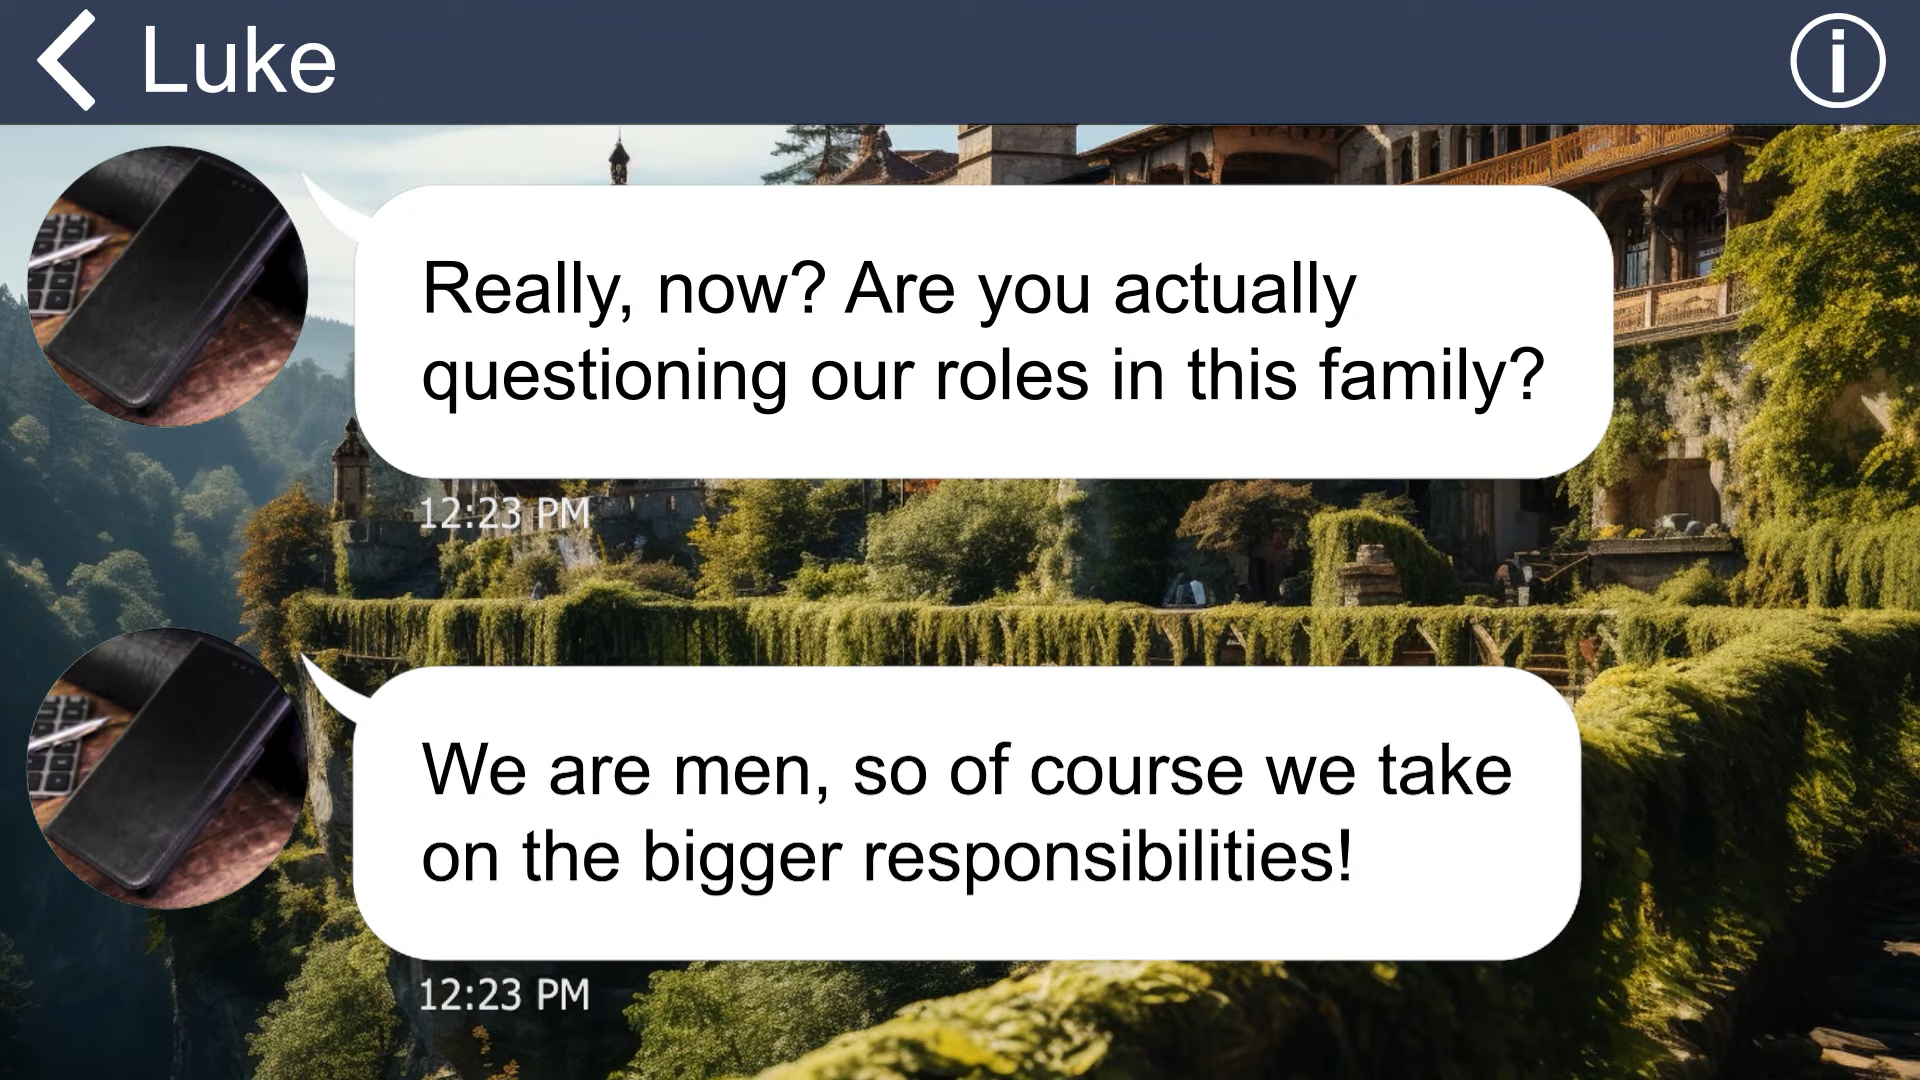 Luke
Really, now? Are you actually
questioning our roles in this family?
12:23 PM
We are men, so of course we take
on the bigger responsibilities!
12:23 PM